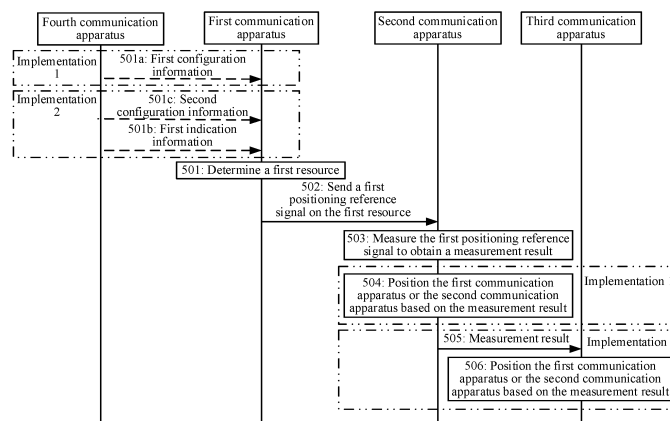 Fourth communication
apparatus
First communication
apparatus
Second communication
apparatus
Third communication
apparatus
Implementation
1
501a: First configuration
information
Implementation
2
501c: Second
configuration information
501b: First indication
information
501: Determine a first resource
502: Send a first
positioning reference
signal on the first resource
503: Measure the first positioning reference
signal to obtain a measurement result
504: Position the first communication
apparatus or the second communication
apparatus based on the measurement result
Implementation
505: Measurement result
Implementation
506: Position the first communication
apparatus or the second communication
apparatus based on the measurement result